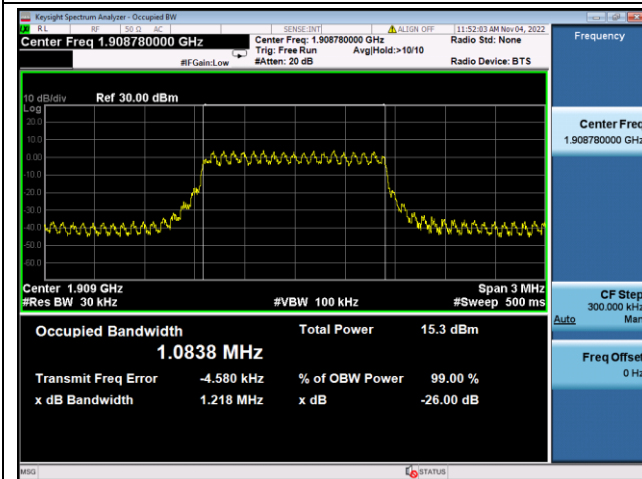 Keysight Spectrum Analyzer - Occupied BW
RL RF 50 Ω AC SENSE:INT ALIGN OFF 11:52:03 AM Nov 04, 2022
Center Freq 1.908780000 GHz
Center Freq: 1.908780000 GHz
Radio Std: None
Trig: Free Run Avg|Hold:>10/10
#IFGain:Low #Atten: 20 dB Radio Device: BTS
10 dB/div Ref 30.00 dBm
Log
20.0
10.0
0.00
-10.0
-20.0
-30.0
-40.0
-50.0
-60.0
Center 1.909 GHz Span 3 MHz
#Res BW 30 kHz #VBW 100 kHz #Sweep 500 ms
Occupied Bandwidth Total Power 15.3 dBm
1.0838 MHz
Transmit Freq Error -4.580 kHz % of OBW Power 99.00 %
x dB Bandwidth 1.218 MHz x dB -26.00 dB
MSG STATUS
Frequency
Center Freq
1.908780000 GHz
CF Step
300.000 kHz
Auto Man
Freq Offset
0 Hz